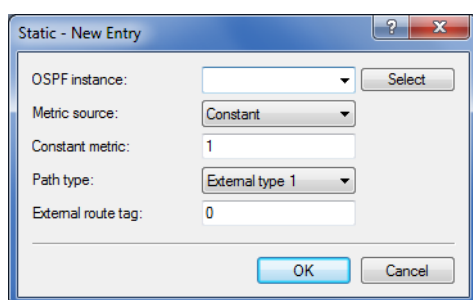 Static - New Entry
OSPF instance: Select
Metric source: Constant
Constant metric: 1
Path type: External type 1
External route tag: 0
OK Cancel